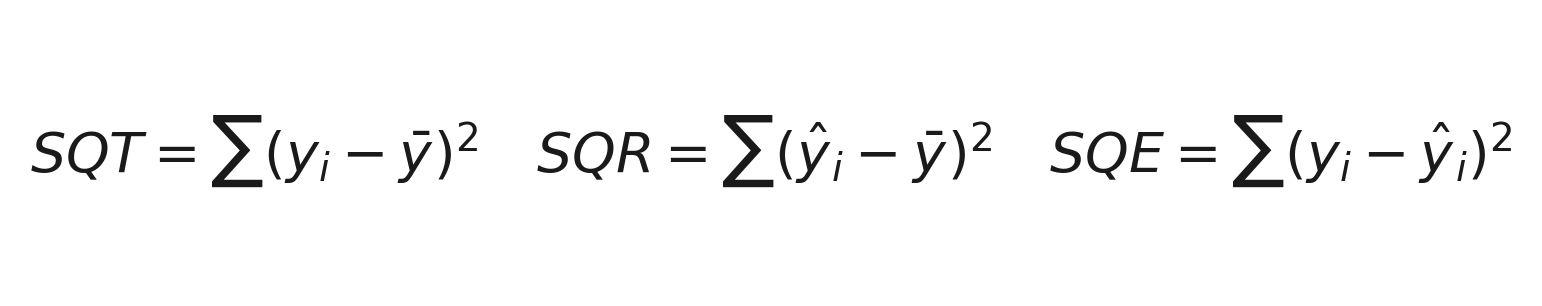 SQT = ∑(yᵢ − ȳ)² SQR = ∑(ŷᵢ − ȳ)² SQE = ∑(yᵢ − ŷᵢ)²